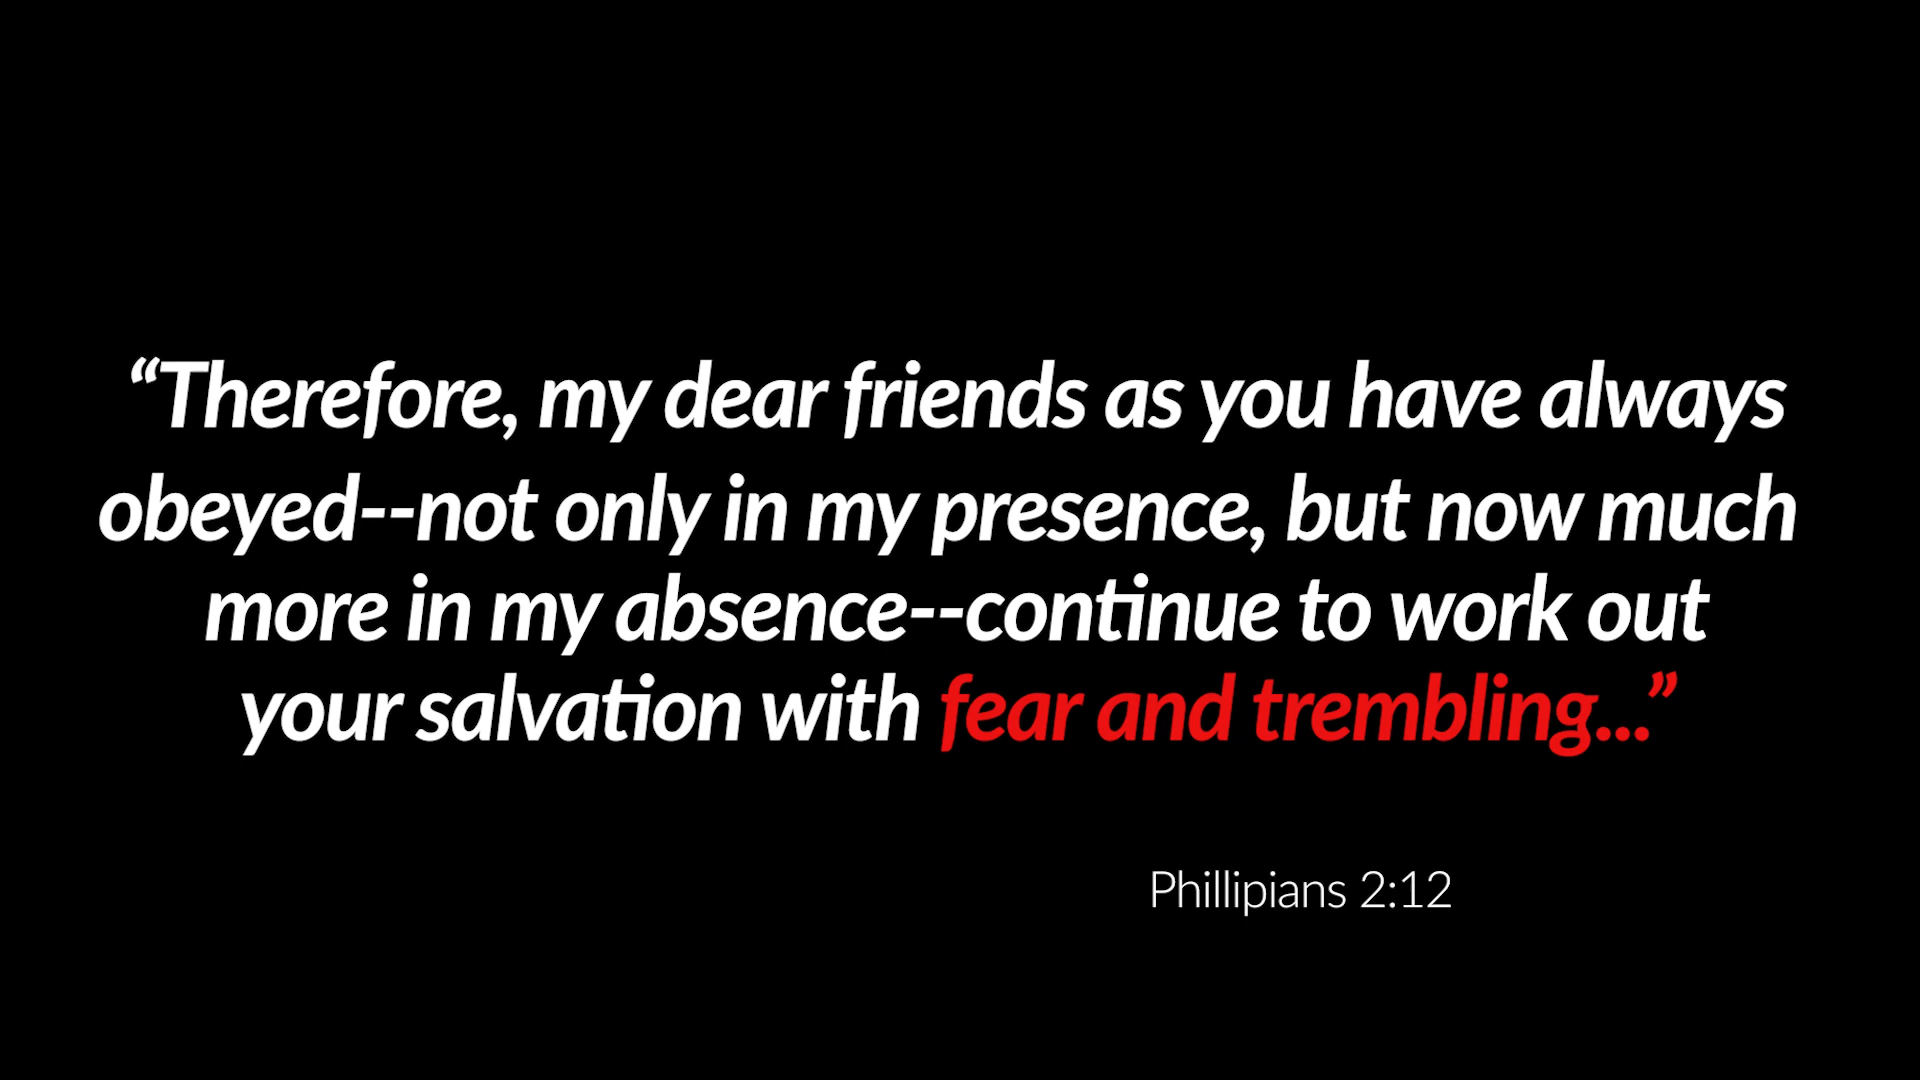 “Therefore, my dear friends as you have always
obeyed--not only in my presence, but now much
more in my absence--continue to work out
your salvation with fear and trembling...”
Phillipians 2:12